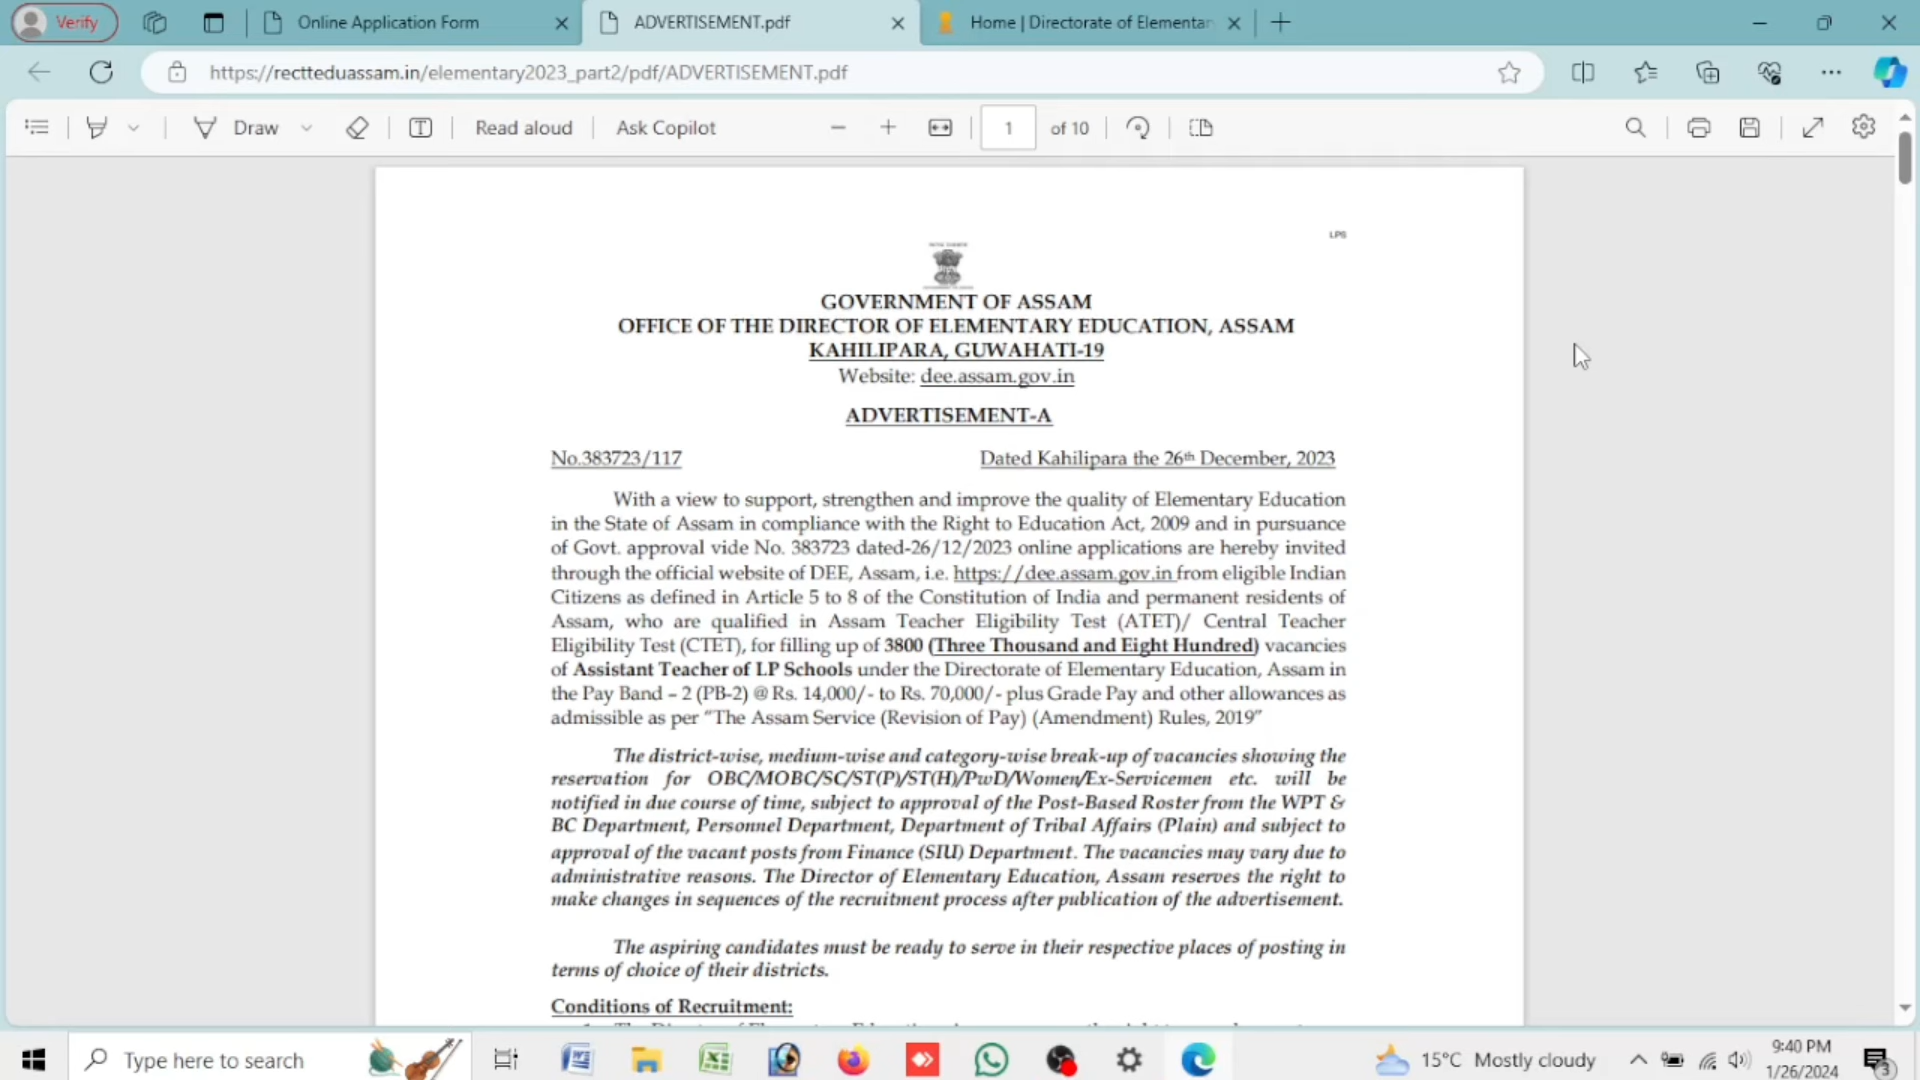 Verify
Online Application Form
ADVERTISEMENT.pdf
Home | Directorate of Elementar
https://rectteduassam.in/elementary2023_part2/pdf/ADVERTISEMENT.pdf
Draw
Read aloud
Ask Copilot
1 of 10
LPS
GOVERNMENT OF ASSAM
OFFICE OF THE DIRECTOR OF ELEMENTARY EDUCATION, ASSAM
KAHILIPARA, GUWAHATI-19
Website: dee.assam.gov.in
ADVERTISEMENT-A
No.383723/117 Dated Kahilipara the 26th December, 2023
With a view to support, strengthen and improve the quality of Elementary Education
in the State of Assam in compliance with the Right to Education Act, 2009 and in pursuance
of Govt. approval vide No. 383723 dated-26/12/2023 online applications are hereby invited
through the official website of DEE, Assam, i.e. https://dee.assam.gov.in from eligible Indian
Citizens as defined in Article 5 to 8 of the Constitution of India and permanent residents of
Assam, who are qualified in Assam Teacher Eligibility Test (ATET)/ Central Teacher
Eligibility Test (CTET), for filling up of 3800 (Three Thousand and Eight Hundred) vacancies
of Assistant Teacher of LP Schools under the Directorate of Elementary Education, Assam in
the Pay Band – 2 (PB-2) @ Rs. 14,000/- to Rs. 70,000/- plus Grade Pay and other allowances as
admissible as per “The Assam Service (Revision of Pay) (Amendment) Rules, 2019”
The district-wise, medium-wise and category-wise break-up of vacancies showing the
reservation for OBC/MOBC/SC/ST(P)/ST(H)/PwD/Women/Ex-Servicemen etc. will be
notified in due course of time, subject to approval of the Post-Based Roster from the WPT &
BC Department, Personnel Department, Department of Tribal Affairs (Plain) and subject to
approval of the vacant posts from Finance (SIU) Department. The vacancies may vary due to
administrative reasons. The Director of Elementary Education, Assam reserves the right to
make changes in sequences of the recruitment process after publication of the advertisement.
The aspiring candidates must be ready to serve in their respective places of posting in
terms of choice of their districts.
Conditions of Recruitment:
Type here to search
15°C Mostly cloudy
9:40 PM
1/26/2024
3